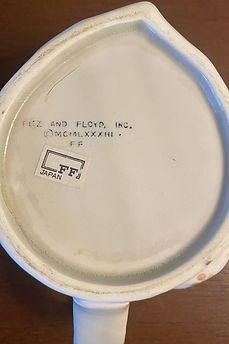 FITZ AND FLOYD, INC.
©MCMLXXXIII
FF
FF
JAPAN